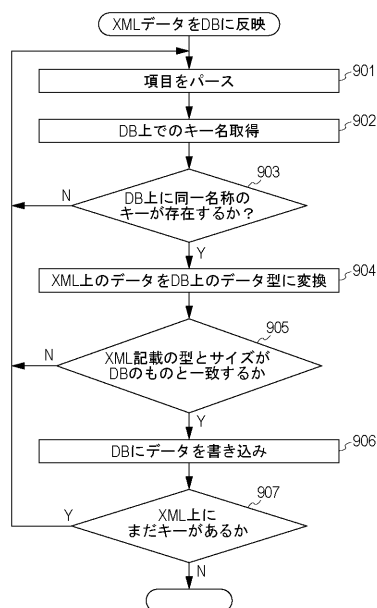 XMLデータをDBに反映
項目をパース
901
DB上でのキー名取得
902
903
DB上に同一名称の
キーが存在するか？
N
Y
XML上のデータをDB上のデータ型に変換
904
905
XML記載の型とサイズが
DBのものと一致するか
N
Y
DBにデータを書き込み
906
907
XML上に
まだキーがあるか
Y
N